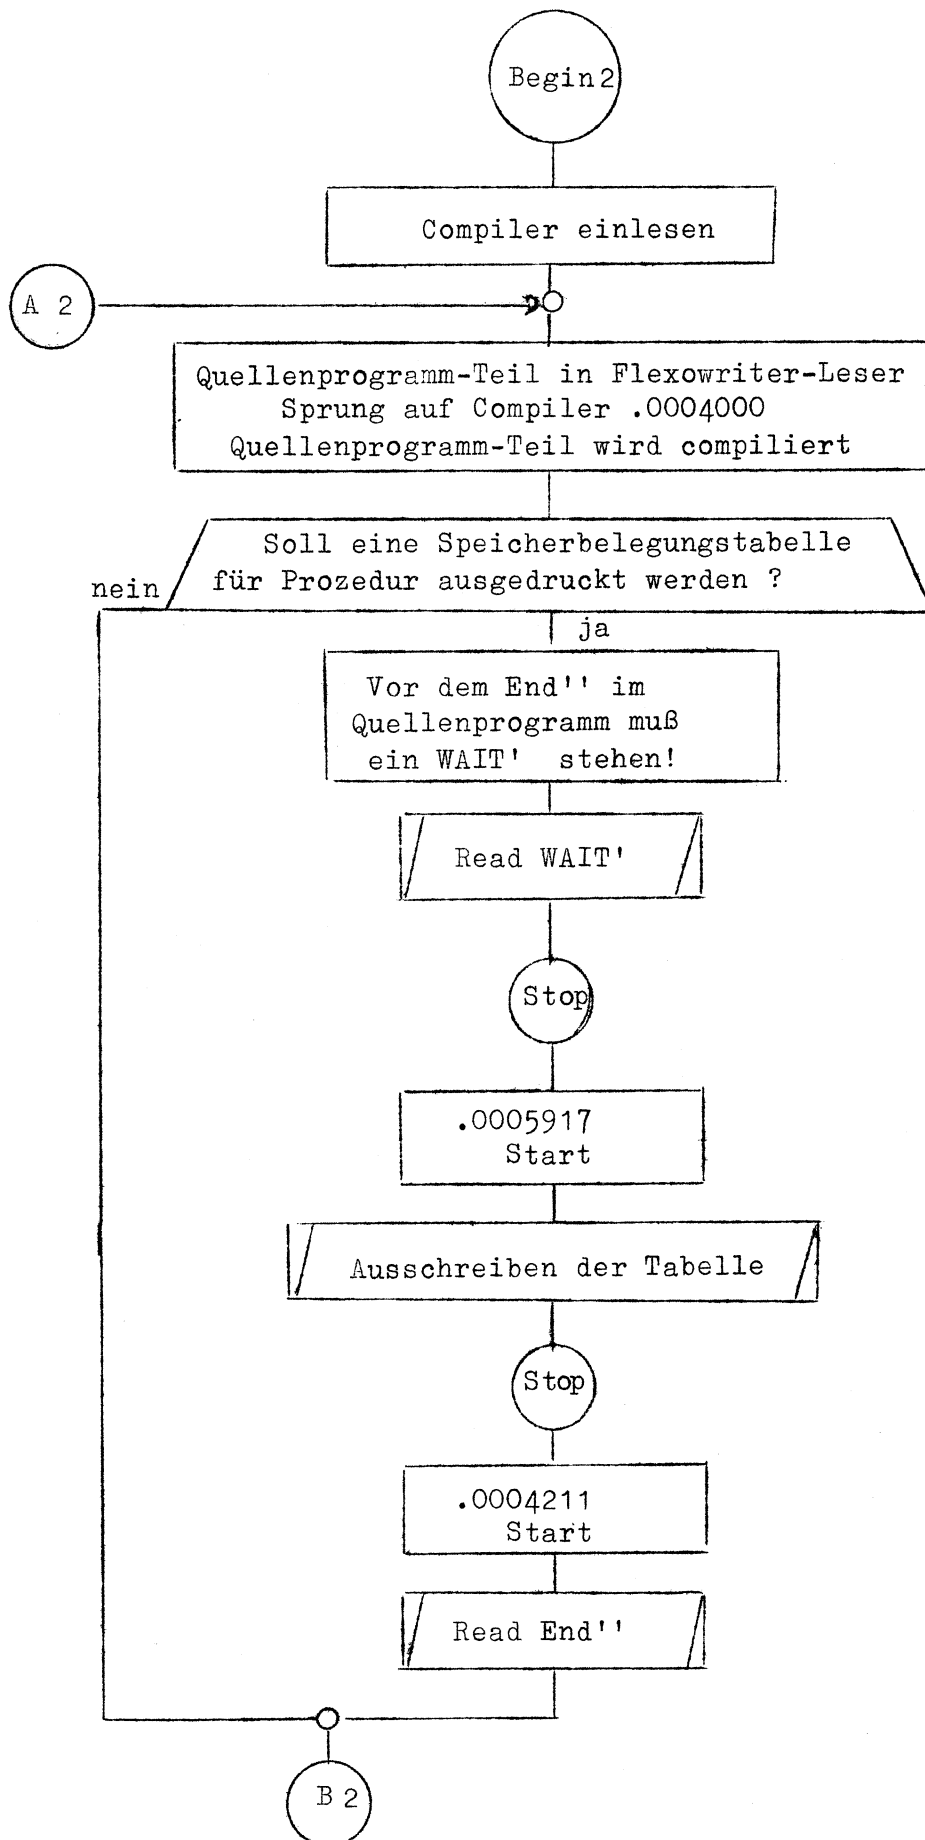 Begin2
Compiler einlesen
A 2
Quellenprogramm-Teil in Flexowriter-Leser
Sprung auf Compiler .0004000
Quellenprogramm-Teil wird compiliert
Soll eine Speicherbelegungstabelle
für Prozedur ausgedruckt werden ?
nein
ja
Vor dem End'' im
Quellenprogramm muß
ein WAIT' stehen!
Read WAIT'
Stop
.0005917
Start
Ausschreiben der Tabelle
Stop
.0004211
Start
Read End''
B 2